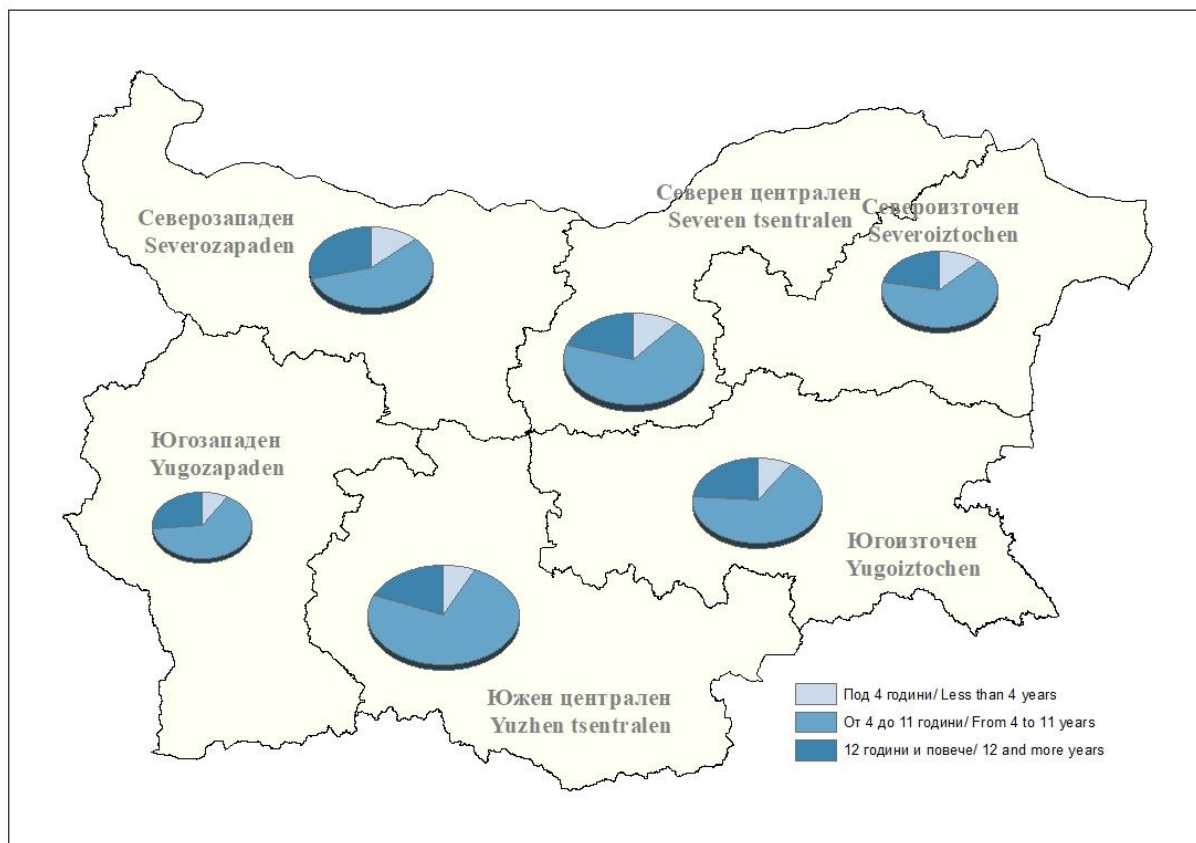 Северен централен
Severen tsentralen
Североизточен
Severoiztochen
Северозападен
Severozapaden
Югозападен
Yugozapaden
Югоизточен
Yugoiztochen
Южен централен
Yuzhen tsentralen
Под 4 години/ Less than 4 years
От 4 до 11 години/ From 4 to 11 years
12 години и повече/ 12 and more years